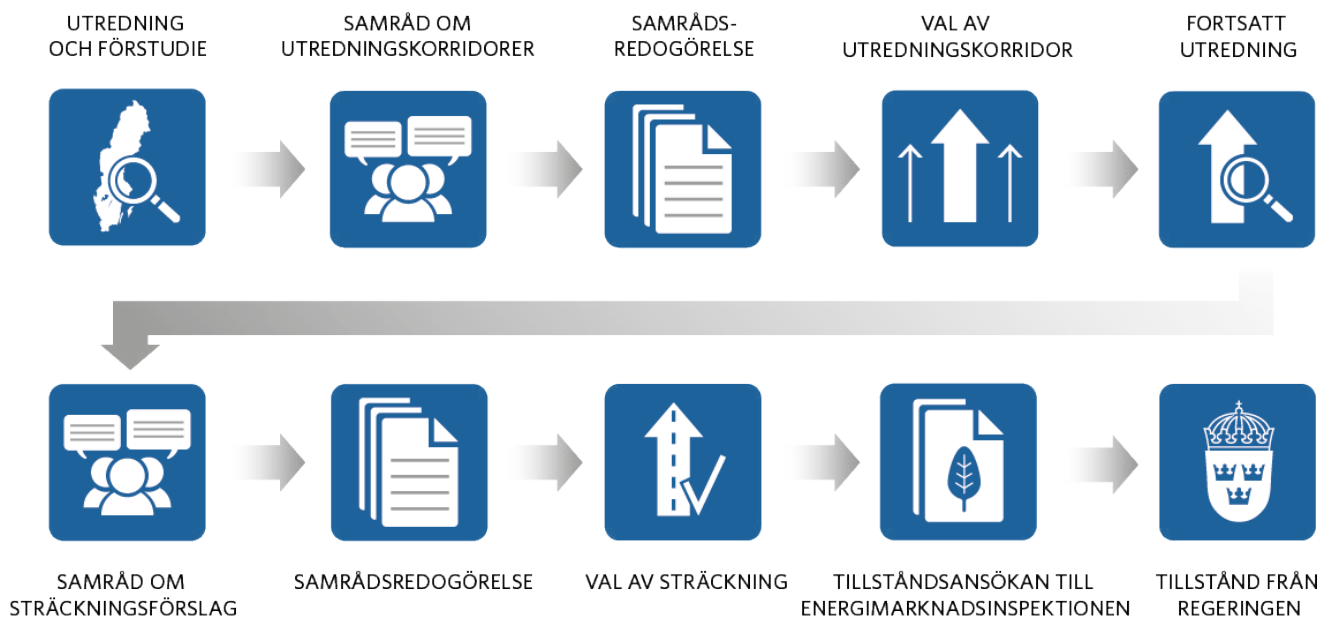 UTREDNING
OCH FÖRSTUDIE
SAMRÅD OM
UTREDNINGSKORRIDORER
SAMRÅDS-
REDOGÖRELSE
VAL AV
UTREDNINGSKORRIDOR
FORTSATT
UTREDNING
SAMRÅD OM
STRÄCKNINGSFÖRSLAG
SAMRÅDSREDOGÖRELSE
VAL AV STRÄCKNING
TILLSTÅNDSANSÖKAN TILL
ENERGIMARKNADSINSPEKTIONEN
TILLSTÅND FRÅN
REGERINGEN